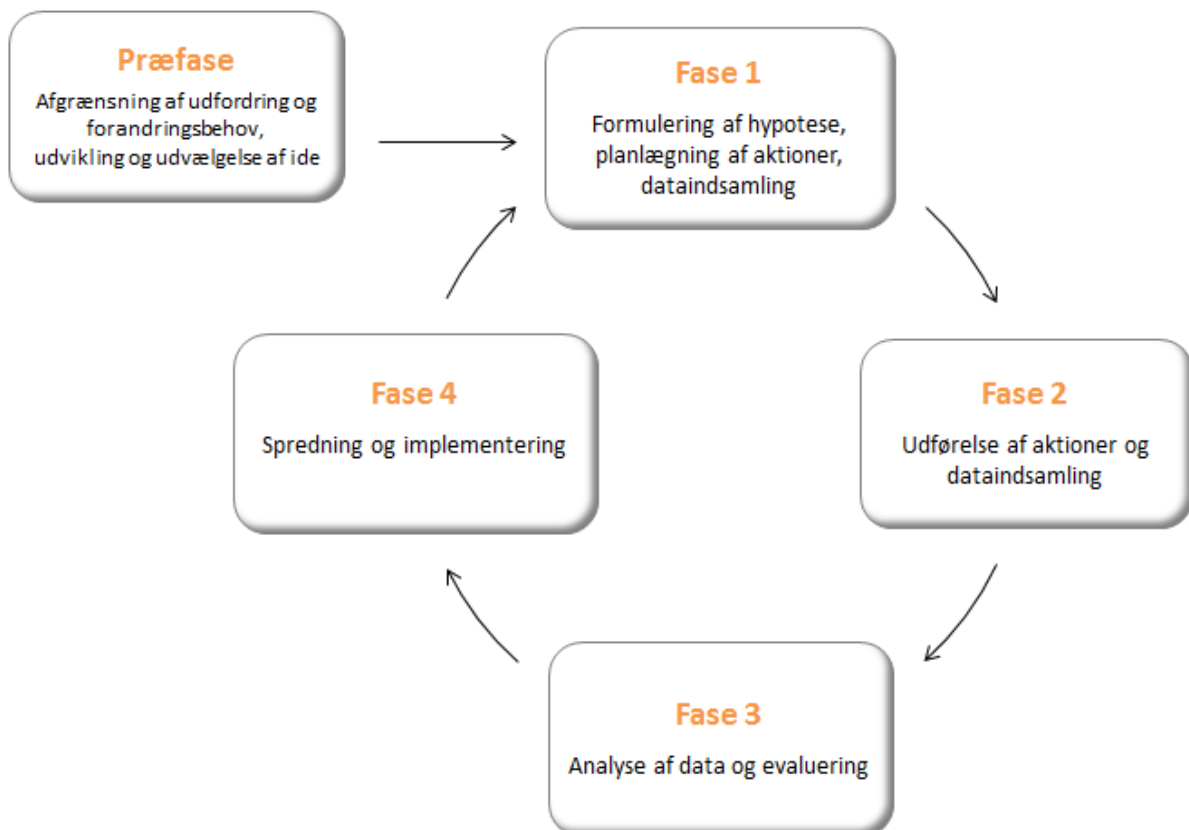 Præfase
Afgrænsning af udfordring og
forandringsbehov,
udvikling og udvælgelse af ide
Fase 1
Formulering af hypotese,
planlægning af aktioner,
dataindsamling
Fase 2
Udførelse af aktioner og
dataindsamling
Fase 3
Analyse af data og evaluering
Fase 4
Spredning og implementering